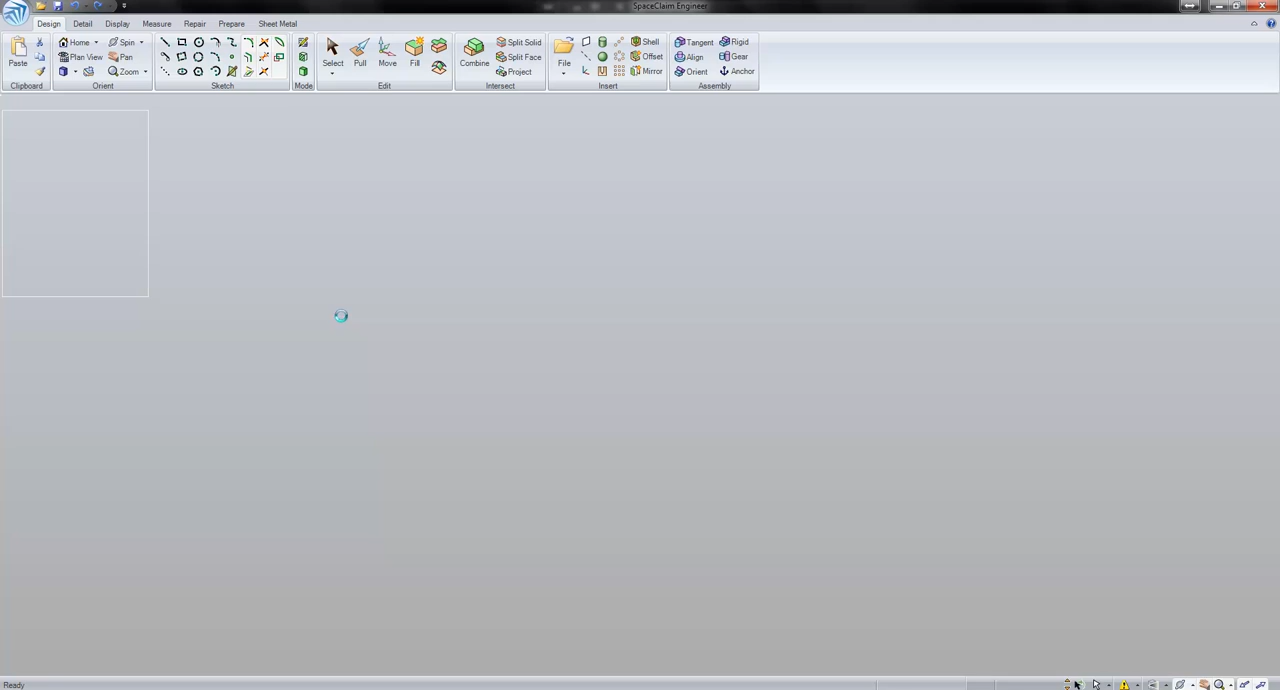 SpaceClaim Engineer
Design Detail Display Measure Repair Prepare Sheet Metal
Paste
Clipboard
Home Spin
Plan View Pan
Zoom
Orient
Sketch
Mode
Select Pull Move Fill
Edit
Combine
Split Solid
Split Face
Project
Intersect
File
Shell
Offset
Mirror
Insert
Tangent Rigid
Align Gear
Orient Anchor
Assembly
Ready